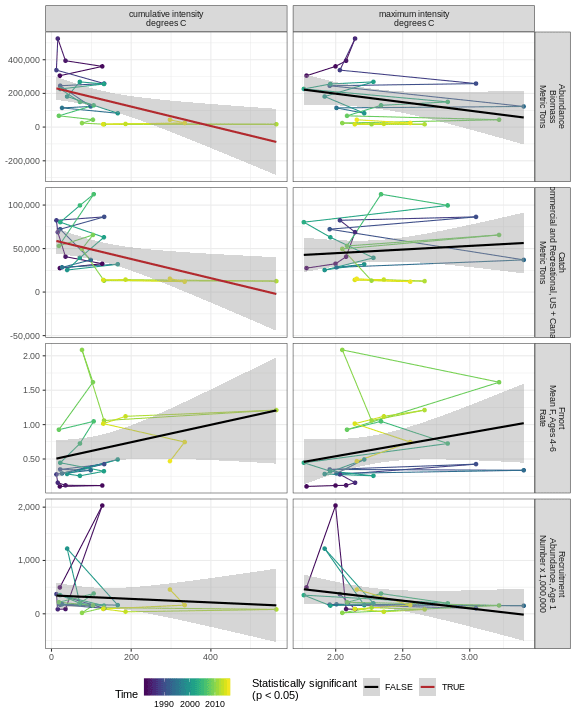 cumulative intensity
degrees C
maximum intensity
degrees C
400,000
200,000
0
-200,000
Abundance
Biomass
Metric Tons
100,000
50,000
0
-50,000
Catch
ommercial and Recreational, US + Cana
Metric Tons
2.00
1.50
1.00
0.50
Fmort
Mean F, Ages 4-6
Rate
2,000
1,000
0
Recruitment
Abundance, Age 1
Number x 1,000,000
0
200
400
2.00
2.50
3.00
Time
1990
2000
2010
Statistically significant
(p < 0.05)
FALSE
TRUE